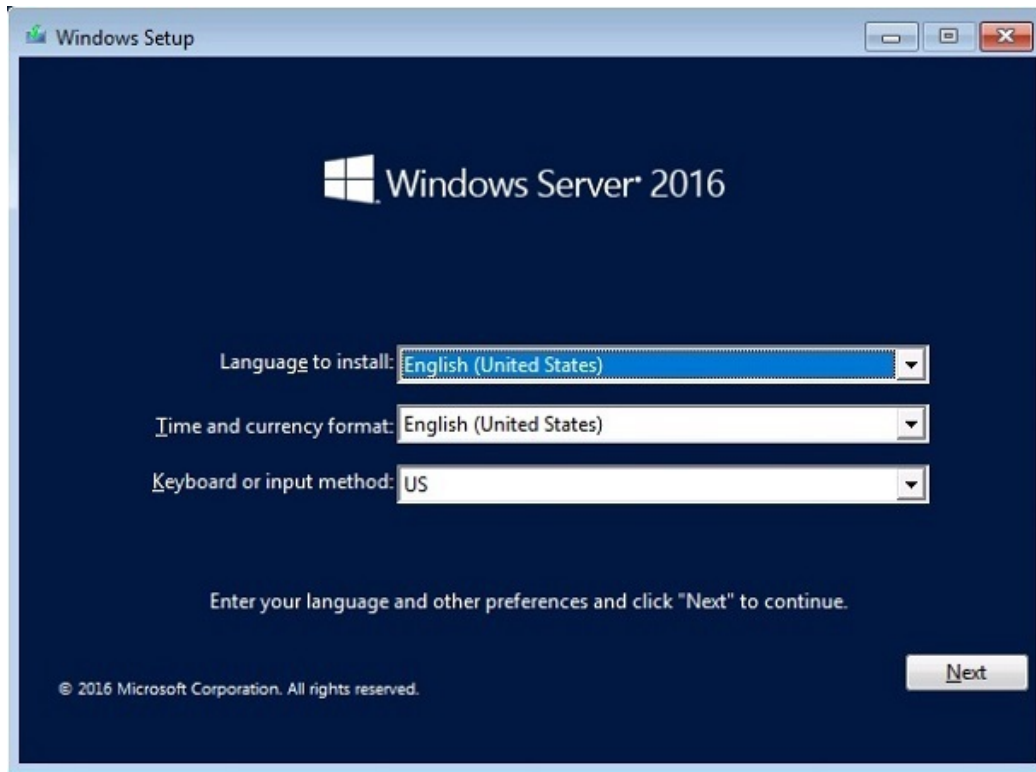 Windows Setup
Windows Server® 2016
Language to install: English (United States)
Time and currency format: English (United States)
Keyboard or input method: US
Enter your language and other preferences and click "Next" to continue.
Next
© 2016 Microsoft Corporation. All rights reserved.